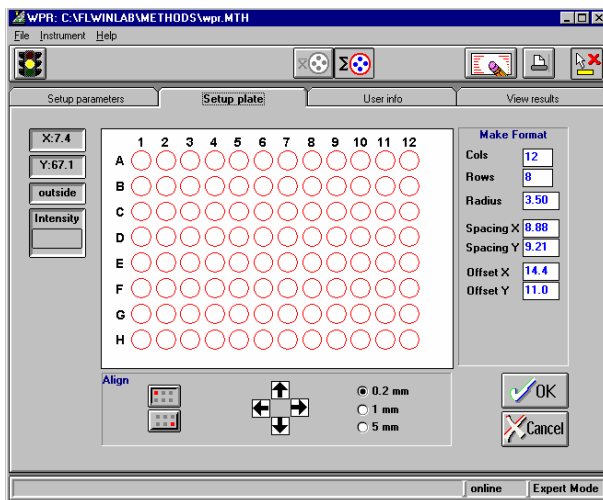 WPR: C:\FLWINLAB\METHODS\wpr.MTH
File Instrument Help
Σ
Setup parameters Setup plate User info View results
X:7.4
Y:67.1
outside
Intensity
1 2 3 4 5 6 7 8 9 10 11 12
A
B
C
D
E
F
G
H
Make Format
Cols 12
Rows 8
Radius 3.50
Spacing X 8.88
Spacing Y 9.21
Offset X 14.4
Offset Y 11.0
Align
0.2 mm
1 mm
5 mm
OK
Cancel
online Expert Mode